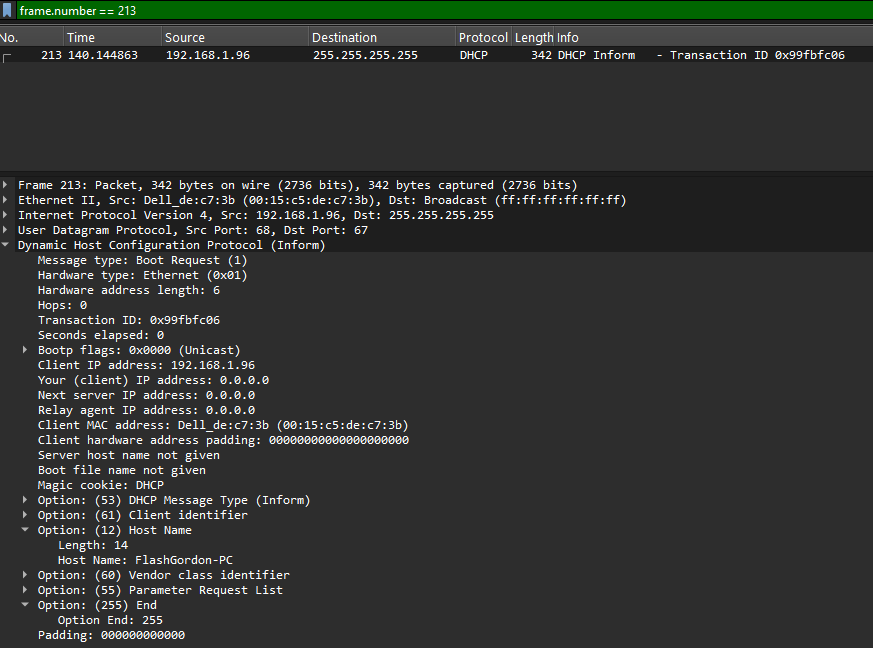 frame.number == 213
No. Time Source Destination Protocol Length Info
213 140.144863 192.168.1.96 255.255.255.255 DHCP 342 DHCP Inform - Transaction ID 0x99fbfc06
Frame 213: Packet, 342 bytes on wire (2736 bits), 342 bytes captured (2736 bits)
Ethernet II, Src: Dell_de:c7:3b (00:15:c5:de:c7:3b), Dst: Broadcast (ff:ff:ff:ff:ff:ff)
Internet Protocol Version 4, Src: 192.168.1.96, Dst: 255.255.255.255
User Datagram Protocol, Src Port: 68, Dst Port: 67
Dynamic Host Configuration Protocol (Inform)
Message type: Boot Request (1)
Hardware type: Ethernet (0x01)
Hardware address length: 6
Hops: 0
Transaction ID: 0x99fbfc06
Seconds elapsed: 0
Bootp flags: 0x0000 (Unicast)
Client IP address: 192.168.1.96
Your (client) IP address: 0.0.0.0
Next server IP address: 0.0.0.0
Relay agent IP address: 0.0.0.0
Client MAC address: Dell_de:c7:3b (00:15:c5:de:c7:3b)
Client hardware address padding: 00000000000000000000
Server host name not given
Boot file name not given
Magic cookie: DHCP
Option: (53) DHCP Message Type (Inform)
Option: (61) Client identifier
Option: (12) Host Name
Length: 14
Host Name: FlashGordon-PC
Option: (60) Vendor class identifier
Option: (55) Parameter Request List
Option: (255) End
Option End: 255
Padding: 000000000000